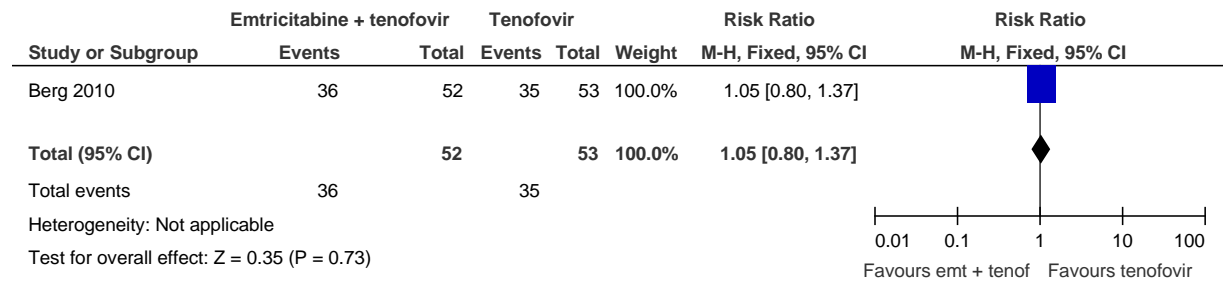 Emtricitabine + tenofovir Tenofovir Risk Ratio Risk Ratio
Study or Subgroup Events Total Events Total Weight M-H, Fixed, 95% CI M-H, Fixed, 95% CI
Berg 2010 36 52 35 53 100.0% 1.05 [0.80, 1.37]
Total (95% CI) 52 53 100.0% 1.05 [0.80, 1.37]
Total events 36 35
Heterogeneity: Not applicable
Test for overall effect: Z = 0.35 (P = 0.73)
0.01 0.1 1 10 100
Favours emt + tenof Favours tenofovir